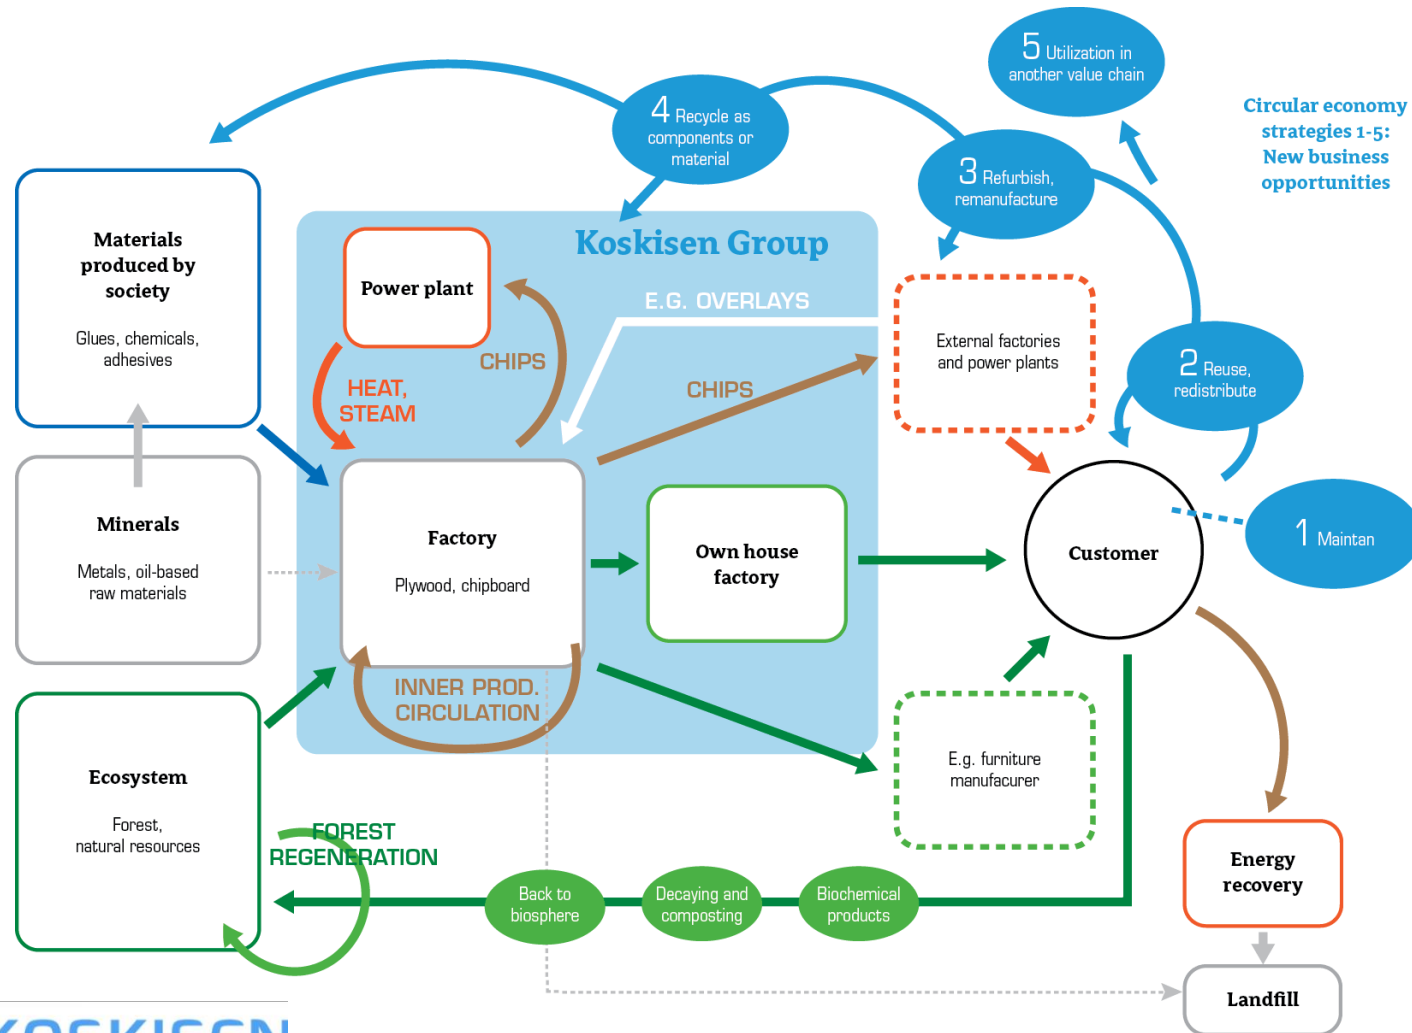 5 Utilization in
another value chain
Circular economy
strategies 1-5:
New business
opportunities
4 Recycle as
components or
material
3 Refurbish,
remanufacture
Materials
produced by
society
Glues, chemicals,
adhesives
Koskisen Group
Power plant
E.G. OVERLAYS
CHIPS
HEAT,
STEAM
CHIPS
External factories
and power plants
2 Reuse,
redistribute
Minerals
Metals, oil-based
raw materials
Factory
Plywood, chipboard
Own house
factory
Customer
1 Maintan
INNER PROD.
CIRCULATION
Ecosystem
Forest,
natural resources
E.g. furniture
manufacurer
FOREST
REGENERATION
Back to
biosphere
Decaying and
composting
Biochemical
products
Energy
recovery
Landfill
KOSKISEN